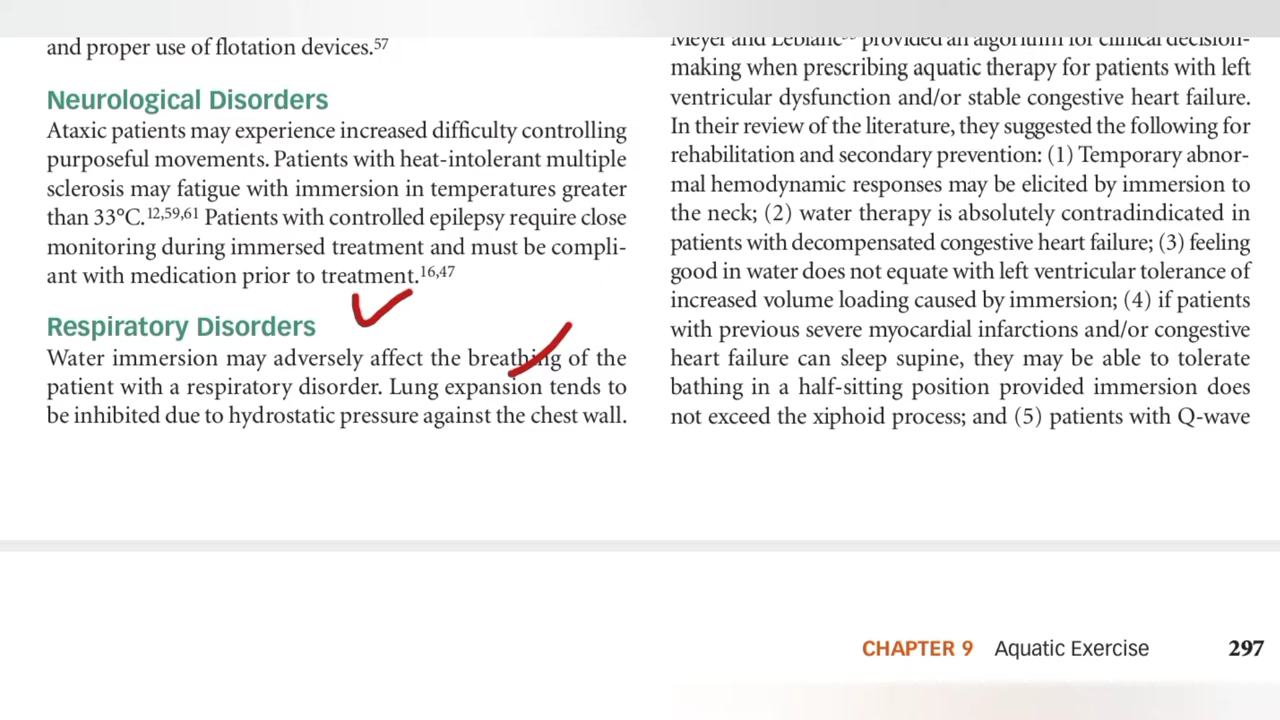 and proper use of flotation devices.57
Neurological Disorders
Ataxic patients may experience increased difficulty controlling
purposeful movements. Patients with heat-intolerant multiple
sclerosis may fatigue with immersion in temperatures greater
than 33°C.12,59,61 Patients with controlled epilepsy require close
monitoring during immersed treatment and must be compli-
ant with medication prior to treatment.16,47
Respiratory Disorders
Water immersion may adversely affect the breathing of the
patient with a respiratory disorder. Lung expansion tends to
be inhibited due to hydrostatic pressure against the chest wall.
Meyer and Leblanc provided an algorithm for clinical decision-
making when prescribing aquatic therapy for patients with left
ventricular dysfunction and/or stable congestive heart failure.
In their review of the literature, they suggested the following for
rehabilitation and secondary prevention: (1) Temporary abnor-
mal hemodynamic responses may be elicited by immersion to
the neck; (2) water therapy is absolutely contradindicated in
patients with decompensated congestive heart failure; (3) feeling
good in water does not equate with left ventricular tolerance of
increased volume loading caused by immersion; (4) if patients
with previous severe myocardial infarctions and/or congestive
heart failure can sleep supine, they may be able to tolerate
bathing in a half-sitting position provided immersion does
not exceed the xiphoid process; and (5) patients with Q-wave
CHAPTER 9 Aquatic Exercise 297